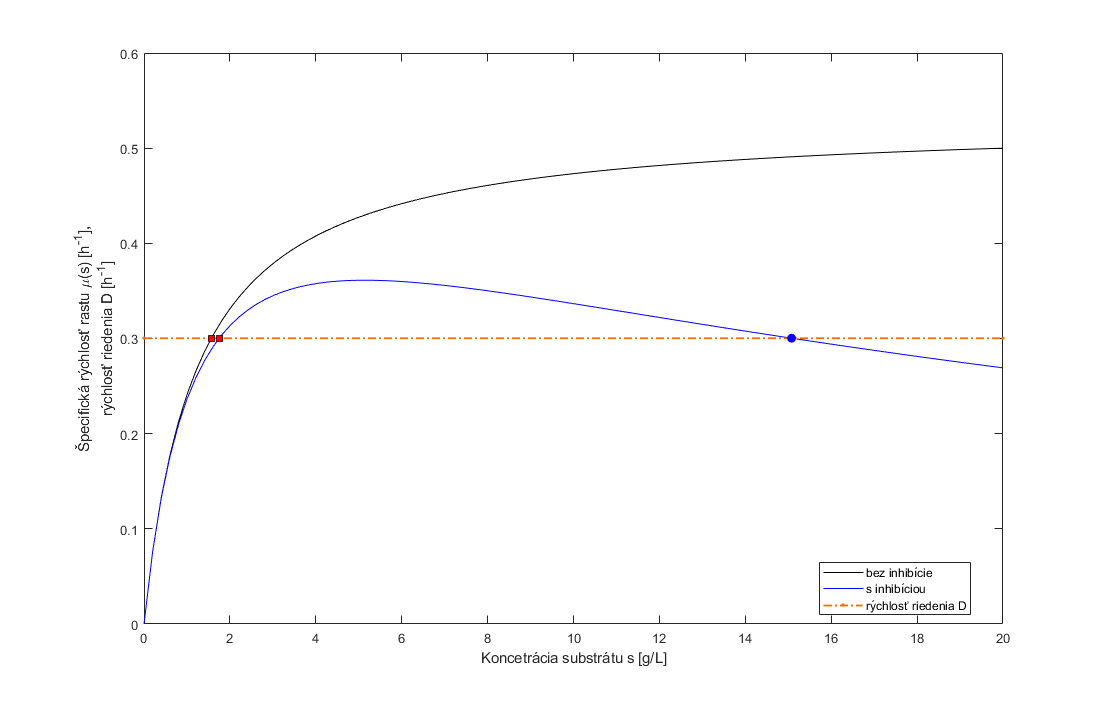 Špecifická rýchlosť rastu μ(s) [h⁻¹],
rýchlosť riedenia D [h⁻¹]
0.6
0.5
0.4
0.3
0.2
0.1
0
0 2 4 6 8 10 12 14 16 18 20
Koncetrácia substrátu s [g/L]
bez inhibície
s inhibíciou
rýchlosť riedenia D